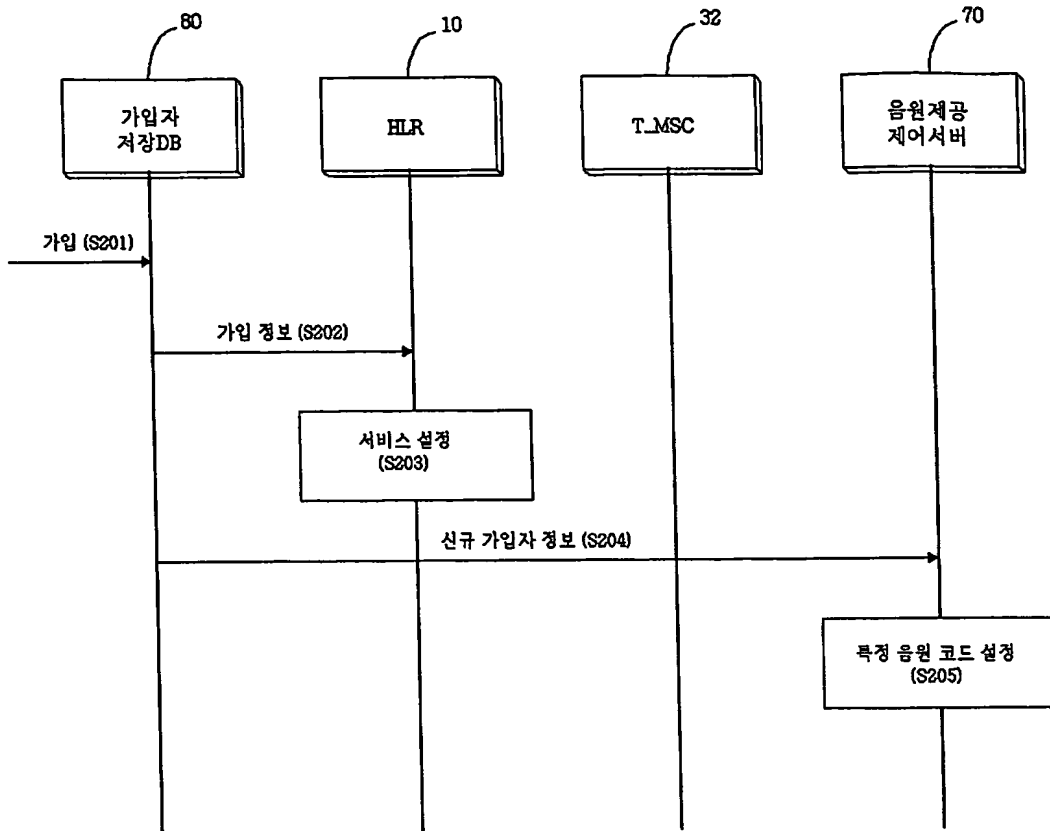 80
10
32
70
가입자
저장DB
HLR
T_MSC
음원제공
제어서버
가입 (S201)
가입 정보 (S202)
서비스 설정
(S203)
신규 가입자 정보 (S204)
특정 음원 코드 설정
(S205)